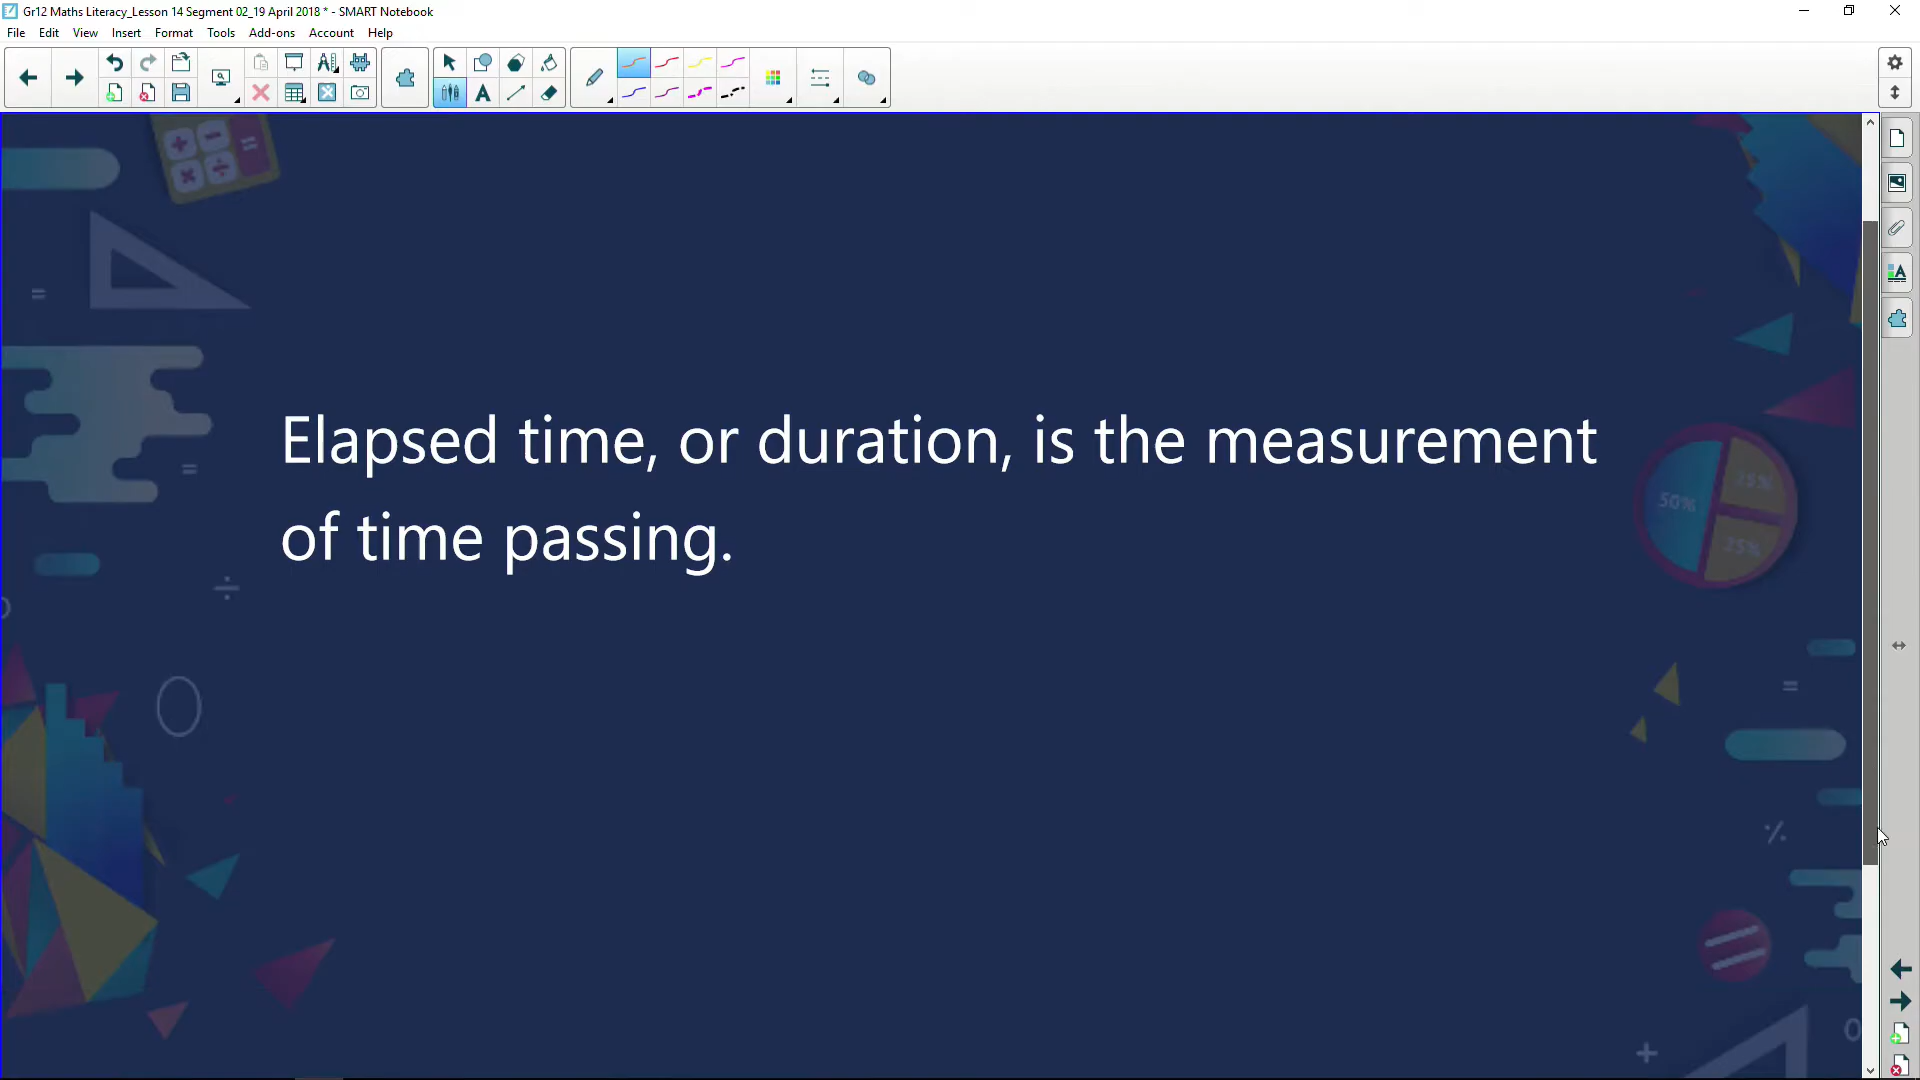 Gr12 Maths Literacy_Lesson 14 Segment 02_19 April 2018 * - SMART Notebook
File Edit View Insert Format Tools Add-ons Account Help
Elapsed time, or duration, is the measurement
of time passing.
50%
25%
25%